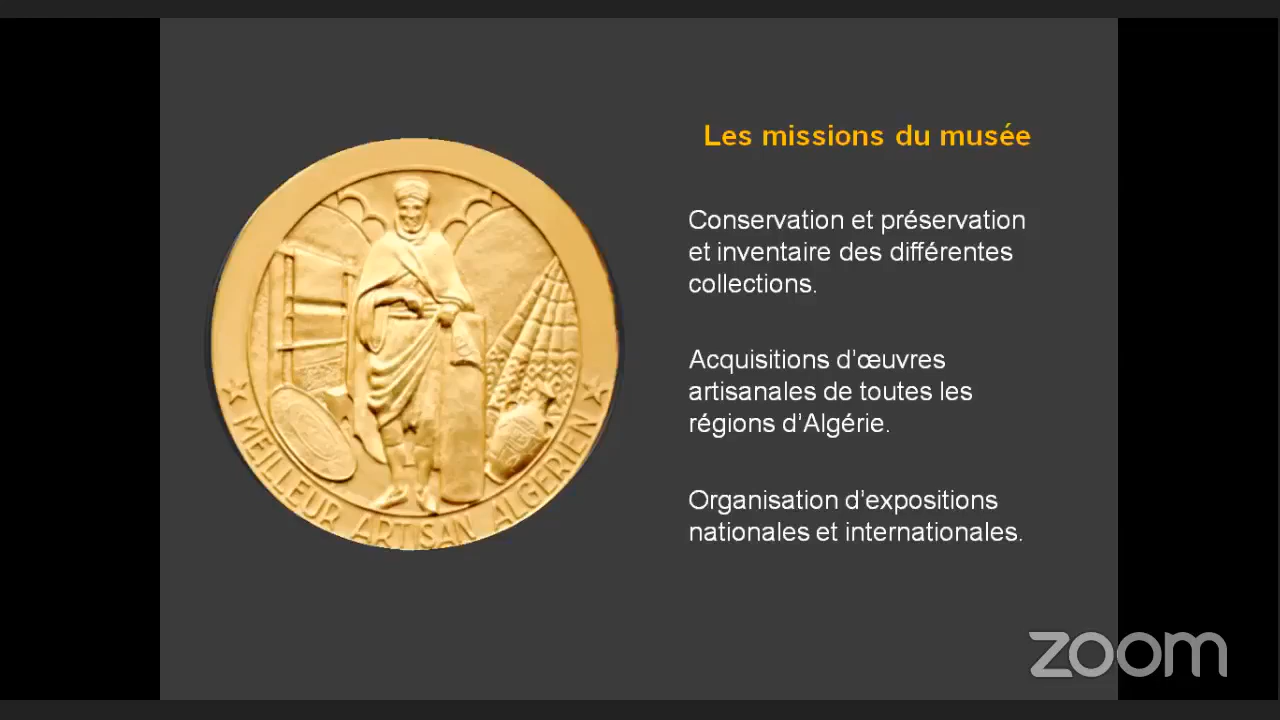 Les missions du musée
Conservation et préservation
et inventaire des différentes
collections.
Acquisitions d'œuvres
artisanales de toutes les
régions d'Algérie.
Organisation d'expositions
nationales et internationales.
MEILLEUR ARTISAN ALGERIEN
zoom